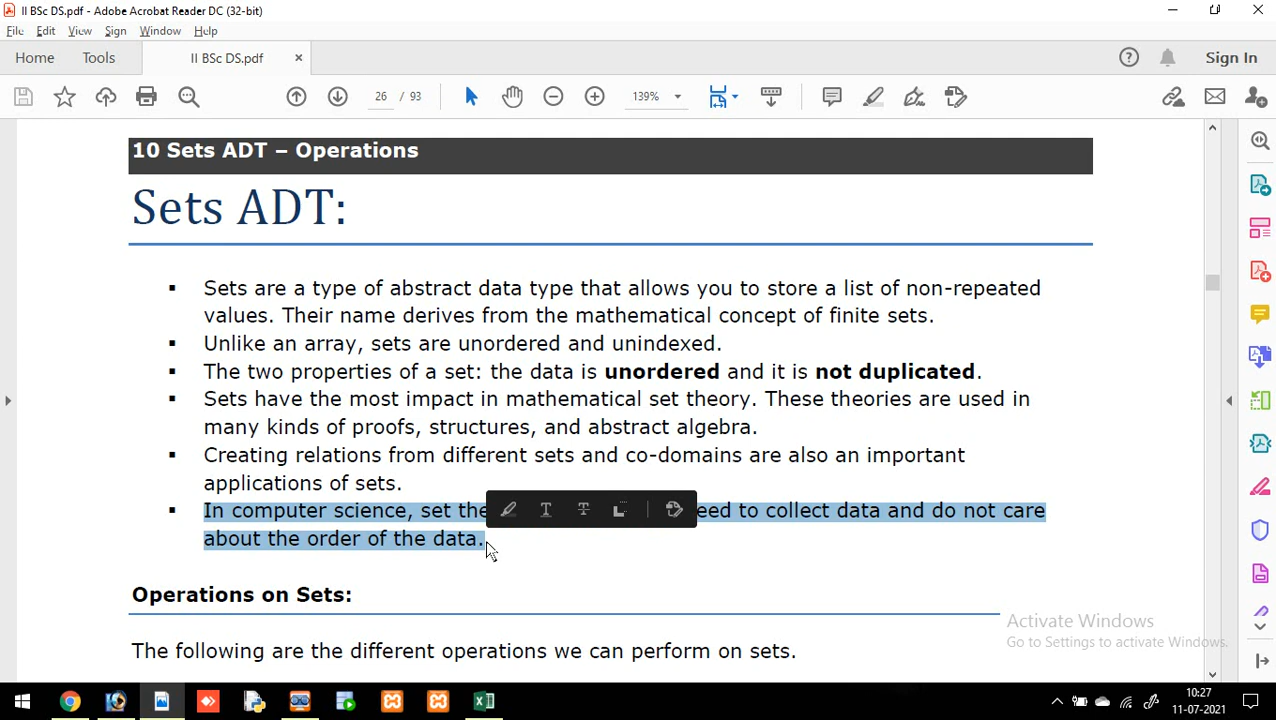 II BSc DS.pdf - Adobe Acrobat Reader DC (32-bit)
File Edit View Sign Window Help
Home Tools II BSc DS.pdf × Sign In
26 / 93 139%
10 Sets ADT – Operations
Sets ADT:
▪ Sets are a type of abstract data type that allows you to store a list of non-repeated
values. Their name derives from the mathematical concept of finite sets.
▪ Unlike an array, sets are unordered and unindexed.
▪ The two properties of a set: the data is unordered and it is not duplicated.
▪ Sets have the most impact in mathematical set theory. These theories are used in
many kinds of proofs, structures, and abstract algebra.
▪ Creating relations from different sets and co-domains are also an important
applications of sets.
▪ In computer science, set need to collect data and do not care
about the order of the data.
Operations on Sets:
Activate Windows
Go to Settings to activate Windows.
The following are the different operations we can perform on sets.
10:27
11-07-2021